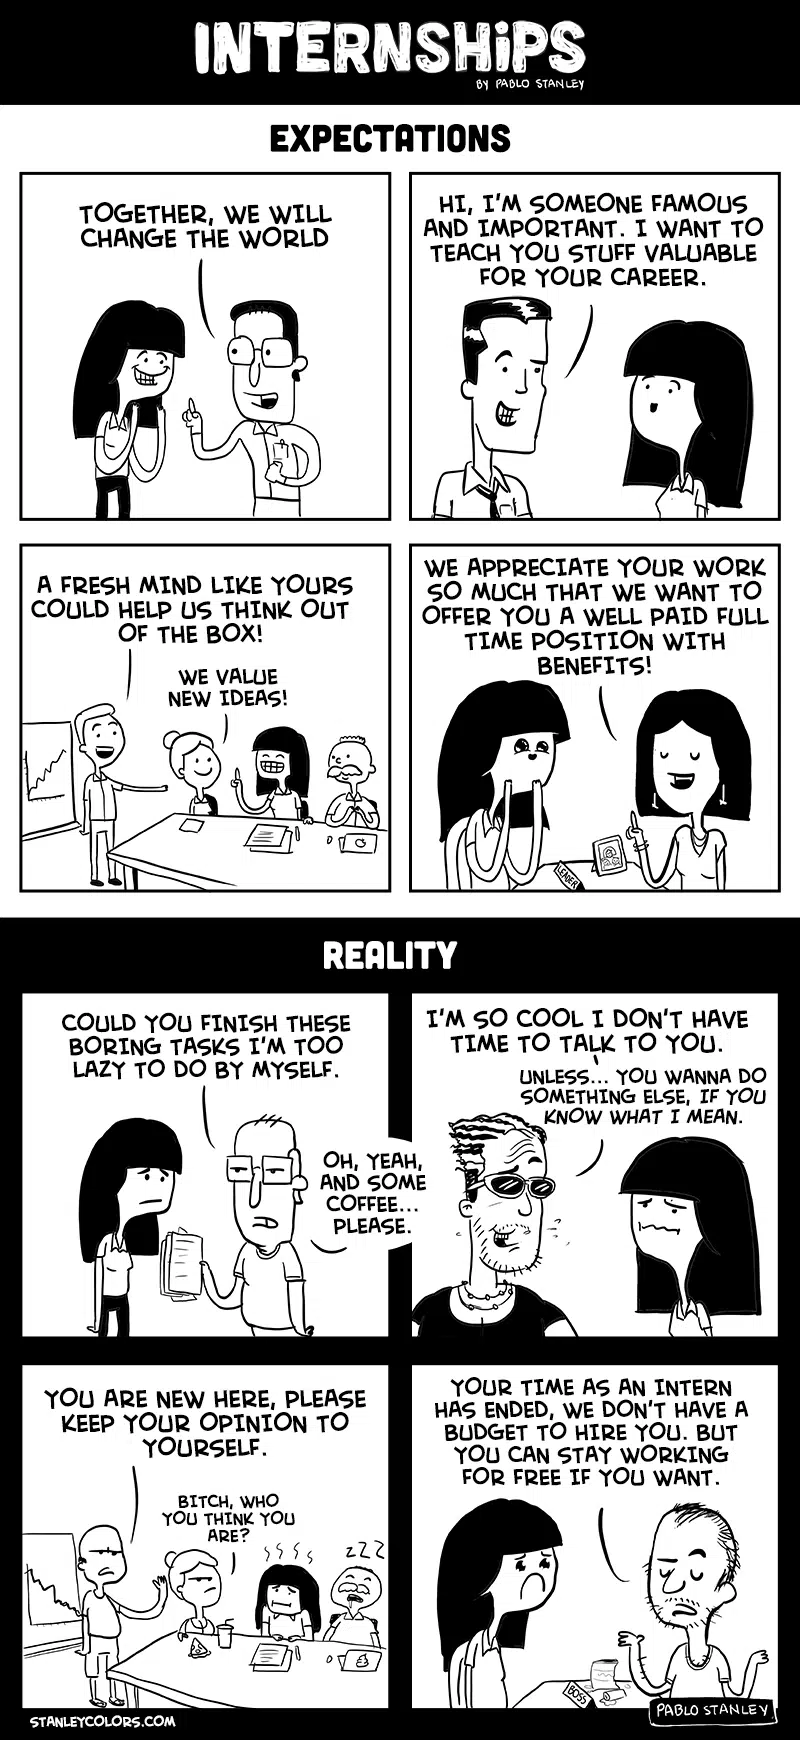 INTERNSHiPS
BY PABLO STANLEY
EXPECTATIONS
TOGETHER, WE WILL
CHANGE THE WORLD
HI, I'M SOMEONE FAMOUS
AND IMPORTANT. I WANT TO
TEACH YOU STUFF VALUABLE
FOR YOUR CAREER.
A FRESH MIND LIKE YOURS
COULD HELP US THINK OUT
OF THE BOX!
WE VALUE
NEW IDEAS!
WE APPRECIATE YOUR WORK
SO MUCH THAT WE WANT TO
OFFER YOU A WELL PAID FULL
TIME POSITION WITH
BENEFITS!
LEADER
REALITY
COULD YOU FINISH THESE
BORING TASKS I'M TOO
LAZY TO DO BY MYSELF.
OH, YEAH,
AND SOME
COFFEE...
PLEASE.
I'M SO COOL I DON'T HAVE
TIME TO TALK TO YOU.
UNLESS... YOU WANNA DO
SOMETHING ELSE, IF YOU
KNOW WHAT I MEAN.
YOU ARE NEW HERE, PLEASE
KEEP YOUR OPINION TO
YOURSELF.
BITCH, WHO
YOU THINK YOU
ARE?
zZZ
YOUR TIME AS AN INTERN
HAS ENDED, WE DON'T HAVE A
BUDGET TO HIRE YOU. BUT
YOU CAN STAY WORKING
FOR FREE IF YOU WANT.
BOSS
STANLEYCOLORS.COM
PABLO STANLEY